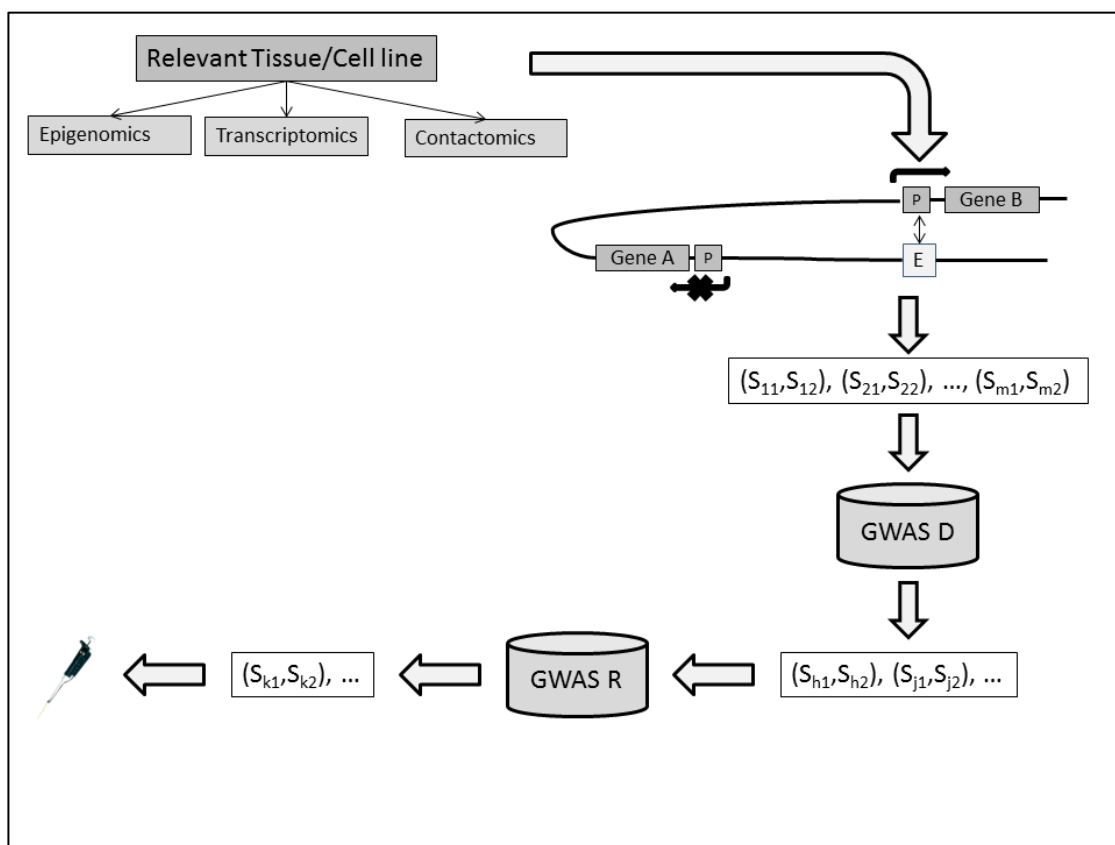 Relevant Tissue/Cell line
Epigenomics
Transcriptomics
Contactomics
P
Gene B
Gene A
P
E
(S₁₁,S₁₂), (S₂₁,S₂₂), ..., (Sₘ₁,Sₘ₂)
GWAS D
(Sₕ₁,Sₕ₂), (Sⱼ₁,Sⱼ₂), ...
GWAS R
(Sₖ₁,Sₖ₂), ...